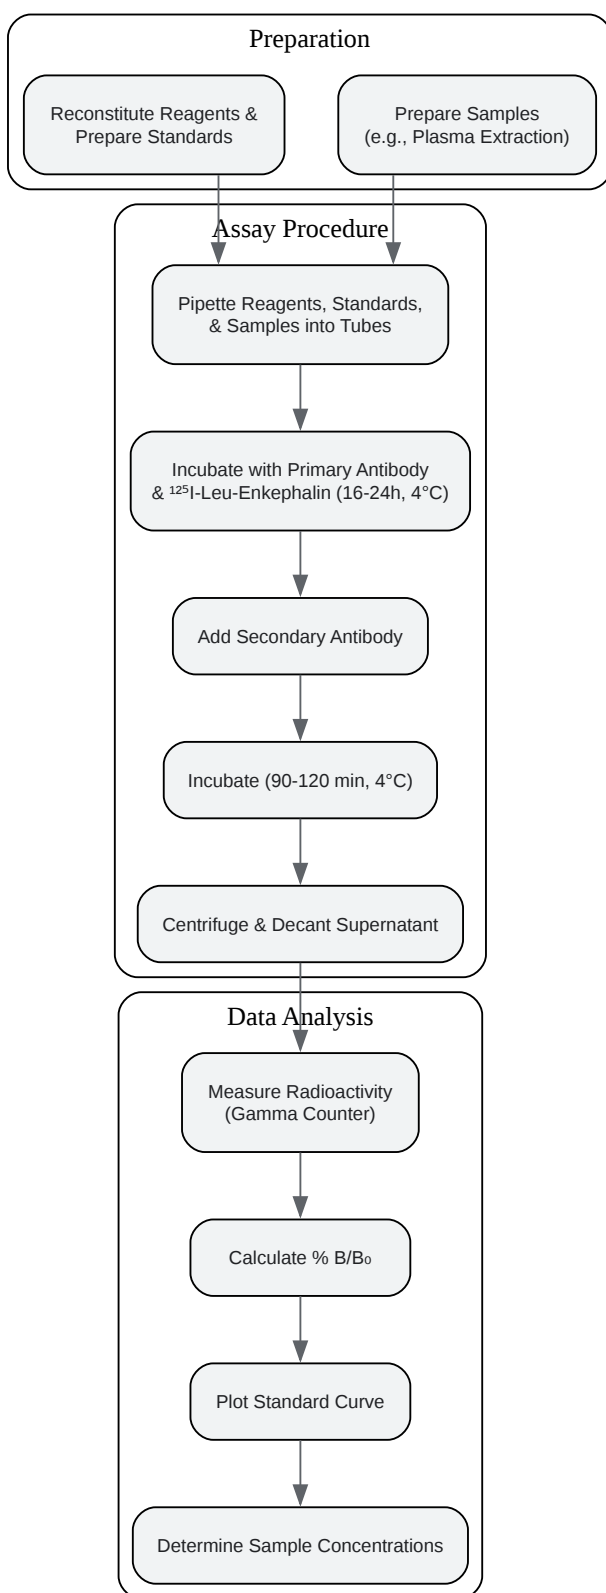 Preparation
Reconstitute Reagents &
Prepare Standards
Prepare Samples
(e.g., Plasma Extraction)
Assay Procedure
Pipette Reagents, Standards,
& Samples into Tubes
Incubate with Primary Antibody
& ¹²⁵I-Leu-Enkephalin (16-24h, 4°C)
Add Secondary Antibody
Incubate (90-120 min, 4°C)
Centrifuge & Decant Supernatant
Data Analysis
Measure Radioactivity
(Gamma Counter)
Calculate % B/B₀
Plot Standard Curve
Determine Sample Concentrations